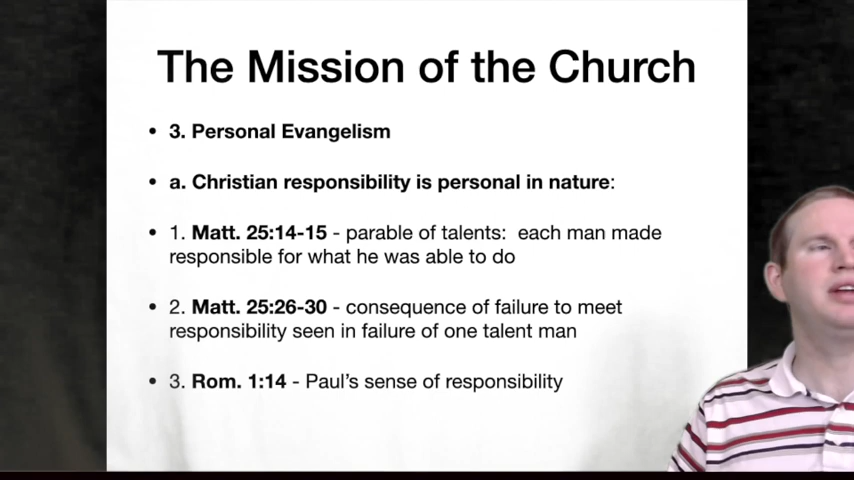 The Mission of the Church
• 3. Personal Evangelism
• a. Christian responsibility is personal in nature:
• 1. Matt. 25:14-15 - parable of talents:  each man made
responsible for what he was able to do
• 2. Matt. 25:26-30 - consequence of failure to meet
responsibility seen in failure of one talent man
• 3. Rom. 1:14 - Paul's sense of responsibility